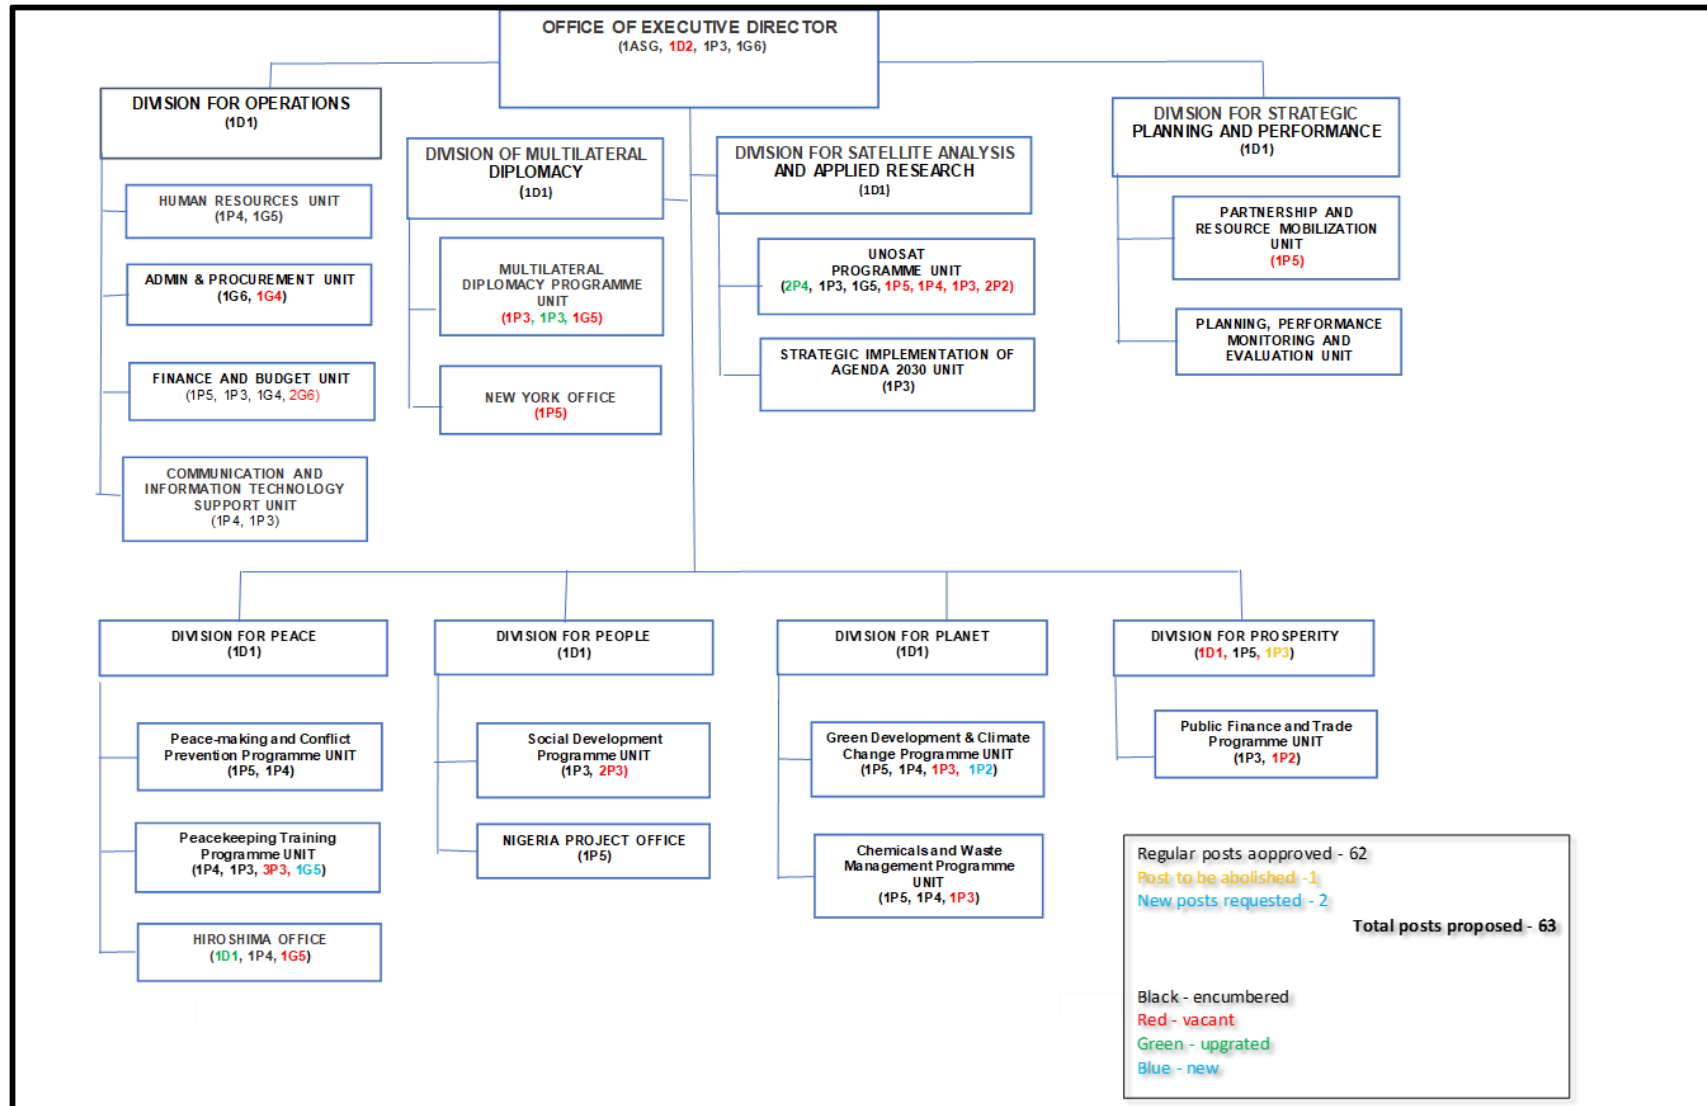 OFFICE OF EXECUTIVE DIRECTOR
(1ASG, 1D2, 1P3, 1G6)
DIVISION FOR OPERATIONS
(1D1)
HUMAN RESOURCES UNIT
(1P4, 1G5)
ADMIN & PROCUREMENT UNIT
(1G6, 1G4)
FINANCE AND BUDGET UNIT
(1P5, 1P3, 1G4, 2G6)
COMMUNICATION AND
INFORMATION TECHNOLOGY
SUPPORT UNIT
(1P4, 1P3)
DIVISION OF MULTILATERAL
DIPLOMACY
(1D1)
MULTILATERAL
DIPLOMACY PROGRAMME
UNIT
(1P3, 1P3, 1G5)
NEW YORK OFFICE
(1P5)
DIVISION FOR SATELLITE ANALYSIS
AND APPLIED RESEARCH
(1D1)
UNOSAT
PROGRAMME UNIT
(2P4, 1P3, 1G5, 1P5, 1P4, 1P3, 2P2)
STRATEGIC IMPLEMENTATION OF
AGENDA 2030 UNIT
(1P3)
DIVISION FOR STRATEGIC
PLANNING AND PERFORMANCE
(1D1)
PARTNERSHIP AND
RESOURCE MOBILIZATION
UNIT
(1P5)
PLANNING, PERFORMANCE
MONITORING AND
EVALUATION UNIT
DIVISION FOR PEACE
(1D1)
Peace-making and Conflict
Prevention Programme UNIT
(1P5, 1P4)
Peacekeeping Training
Programme UNIT
(1P4, 1P3, 3P3, 1G5)
HIROSHIMA OFFICE
(1D1, 1P4, 1G5)
DIVISION FOR PEOPLE
(1D1)
Social Development
Programme UNIT
(1P3, 2P3)
NIGERIA PROJECT OFFICE
(1P5)
DIVISION FOR PLANET
(1D1)
Green Development & Climate
Change Programme UNIT
(1P5, 1P4, 1P3, 1P2)
Chemicals and Waste
Management Programme
UNIT
(1P5, 1P4, 1P3)
DIVISION FOR PROSPERITY
(1D1, 1P5, 1P3)
Public Finance and Trade
Programme UNIT
(1P3, 1P2)
Regular posts aopproved - 62
Post to be abolished -1
New posts requested - 2
Total posts proposed - 63
Black - encumbered
Red - vacant
Green - upgrated
Blue - new